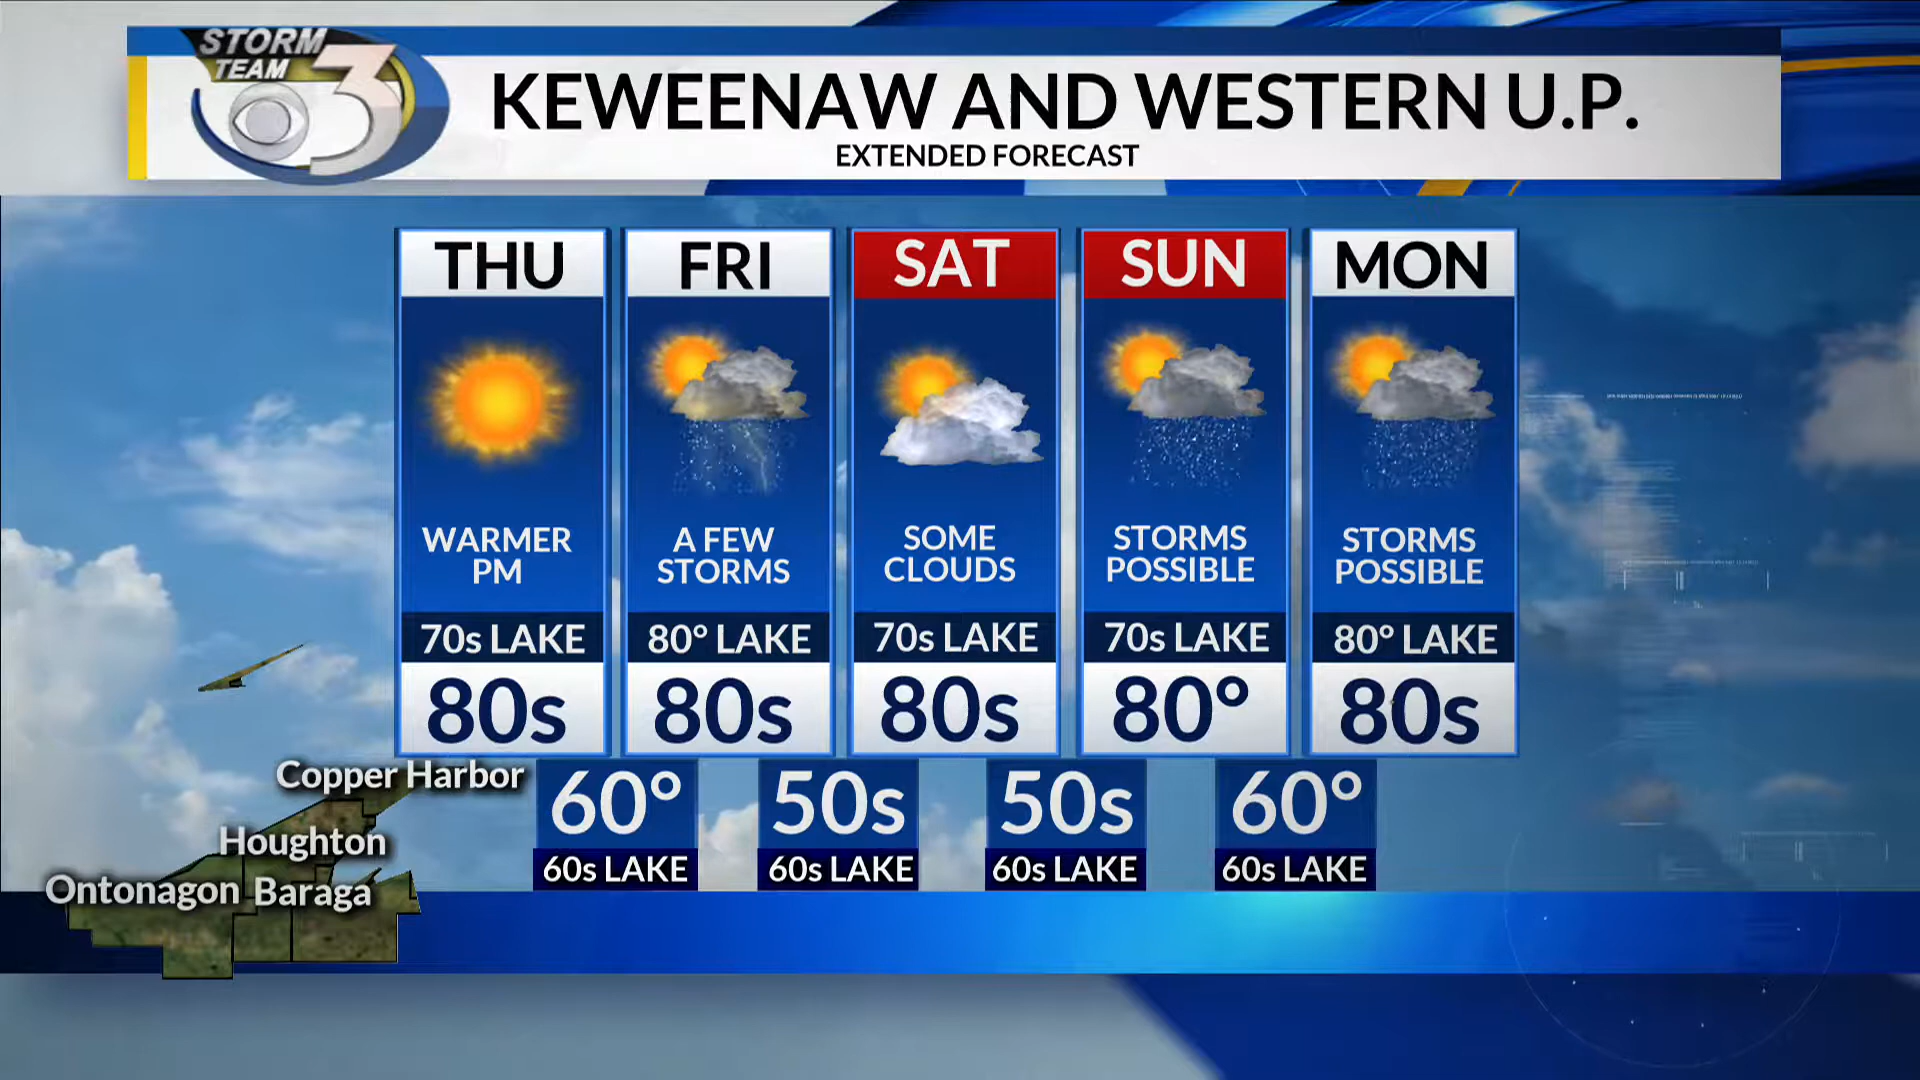 STORM
TEAM
3
KEWEENAW AND WESTERN U.P.
EXTENDED FORECAST
THU
WARMER
PM
70s LAKE
80s
FRI
A FEW
STORMS
80° LAKE
80s
SAT
SOME
CLOUDS
70s LAKE
80s
SUN
STORMS
POSSIBLE
70s LAKE
80°
MON
STORMS
POSSIBLE
80° LAKE
80s
60°
60s LAKE
50s
60s LAKE
50s
60s LAKE
60°
60s LAKE
Copper Harbor
Houghton
Ontonagon
Baraga